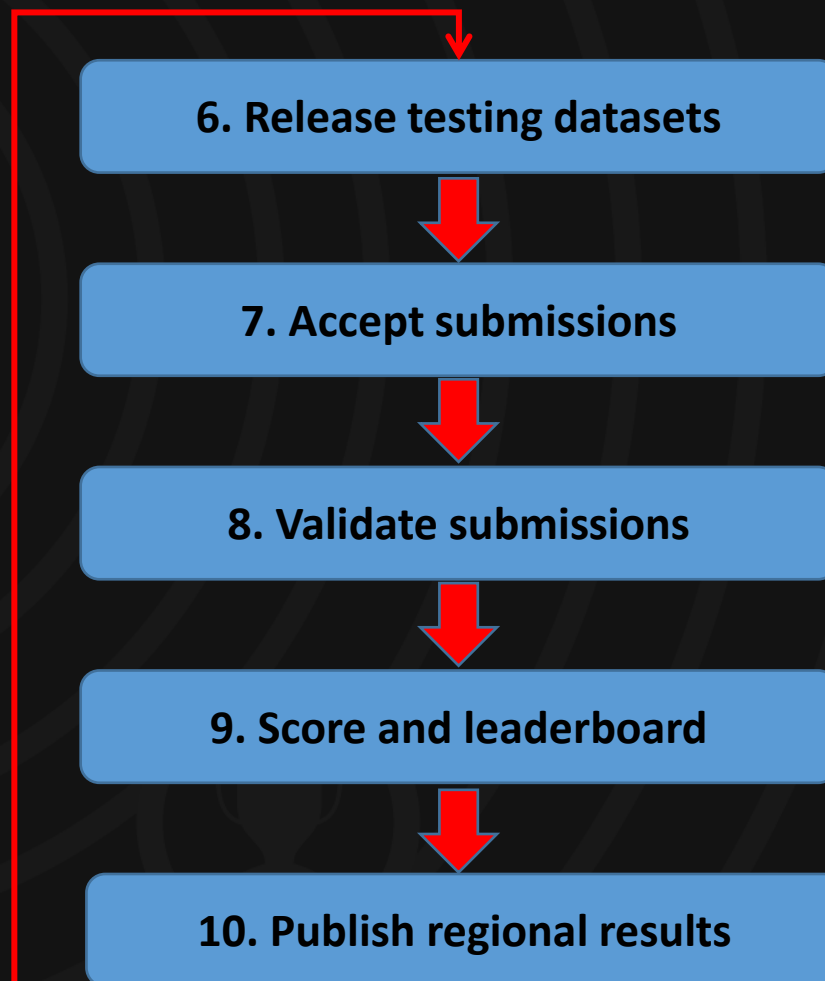 6. Release testing datasets
7. Accept submissions
8. Validate submissions
9. Score and leaderboard
10. Publish regional results